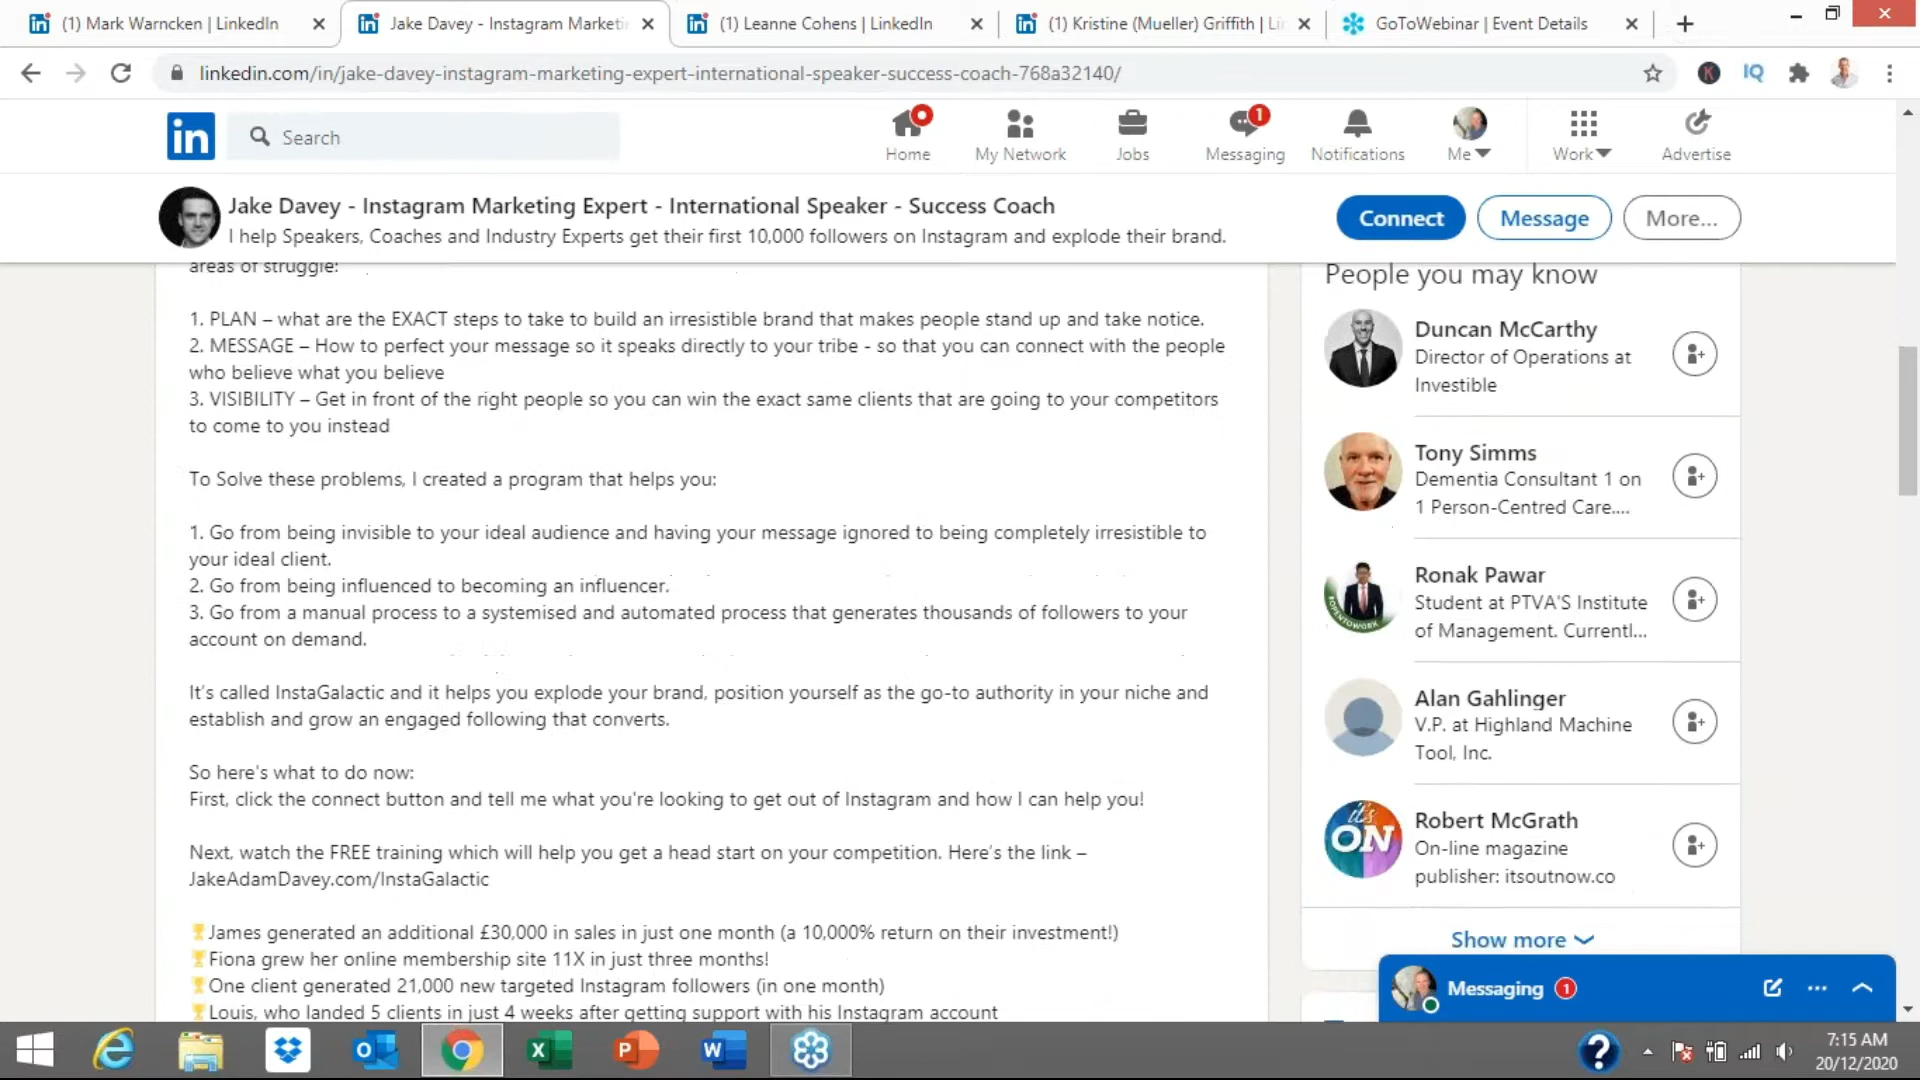 (1) Mark Warncken | LinkedIn
Jake Davey - Instagram Marketi
(1) Leanne Cohens | LinkedIn
(1) Kristine (Mueller) Griffith | Li
GoToWebinar | Event Details
linkedin.com/in/jake-davey-instagram-marketing-expert-international-speaker-success-coach-768a32140/
K
IQ
in
Search
Home
My Network
Jobs
1
Messaging
Notifications
Me
Work
Advertise
Jake Davey - Instagram Marketing Expert - International Speaker - Success Coach
I help Speakers, Coaches and Industry Experts get their first 10,000 followers on Instagram and explode their brand.
Connect
Message
More...
areas of struggle:
1. PLAN – what are the EXACT steps to take to build an irresistible brand that makes people stand up and take notice.
2. MESSAGE – How to perfect your message so it speaks directly to your tribe - so that you can connect with the people
who believe what you believe
3. VISIBILITY – Get in front of the right people so you can win the exact same clients that are going to your competitors
to come to you instead
To Solve these problems, I created a program that helps you:
1. Go from being invisible to your ideal audience and having your message ignored to being completely irresistible to
your ideal client.
2. Go from being influenced to becoming an influencer.
3. Go from a manual process to a systemised and automated process that generates thousands of followers to your
account on demand.
It's called InstaGalactic and it helps you explode your brand, position yourself as the go-to authority in your niche and
establish and grow an engaged following that converts.
So here's what to do now:
First, click the connect button and tell me what you're looking to get out of Instagram and how I can help you!
Next, watch the FREE training which will help you get a head start on your competition. Here's the link –
JakeAdamDavey.com/InstaGalactic
🏆James generated an additional £30,000 in sales in just one month (a 10,000% return on their investment!)
🏆Fiona grew her online membership site 11X in just three months!
🏆One client generated 21,000 new targeted Instagram followers (in one month)
🏆Louis, who landed 5 clients in just 4 weeks after getting support with his Instagram account
People you may know
Duncan McCarthy
Director of Operations at
Investible
Tony Simms
Dementia Consultant 1 on
1 Person-Centred Care....
#OPENTOWORK
Ronak Pawar
Student at PTVA'S Institute
of Management. Currentl...
Alan Gahlinger
V.P. at Highland Machine
Tool, Inc.
it's
ON
Robert McGrath
On-line magazine
publisher: itsoutnow.co
Show more
Messaging 1
7:15 AM
20/12/2020